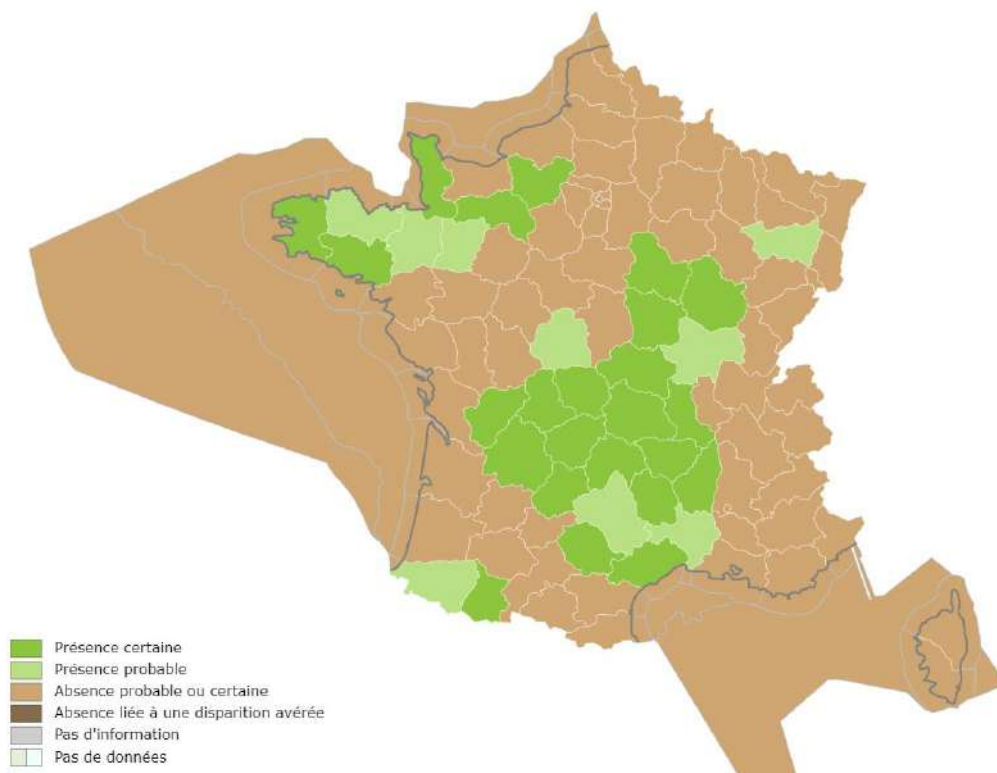 Présence certaine
Présence probable
Absence probable ou certaine
Absence liée à une disparition avérée
Pas d'information
Pas de données